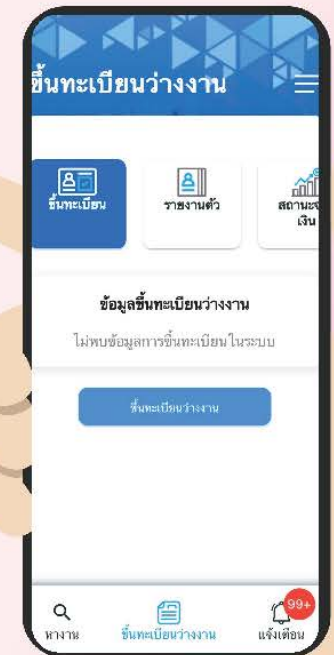 ขึ้นทะเบียนว่างงาน
ขึ้นทะเบียน
รายงานตัว
เงิน
ข้อมูลขึ้นทะเบียนว่างงาน
ไม่พบข้อมูลการขึ้นทะเบียนในระบบ
ขึ้นทะเบียนว่างงาน
99+
หางาน
ขึ้นทะเบียนว่างงาน
แจ้งเตือน